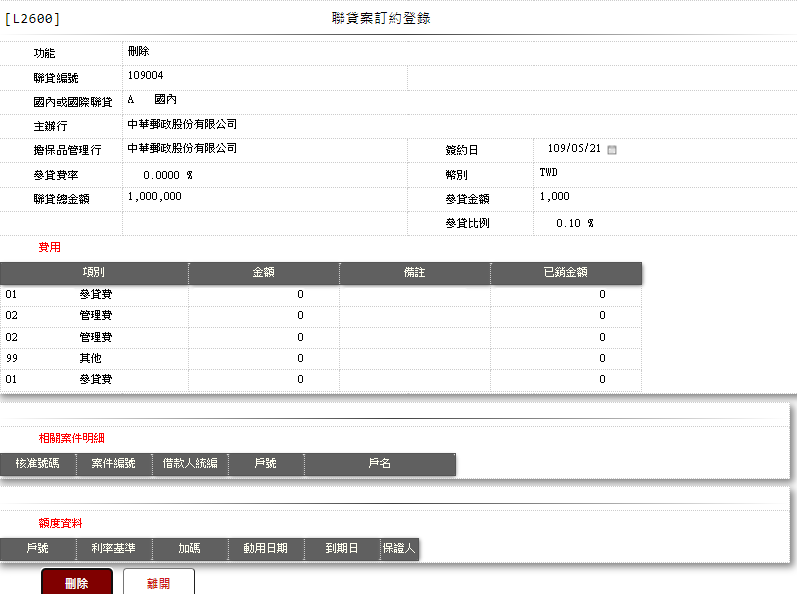 [L2600] 聯貸案訂約登錄
功能 刪除
聯貸編號 109004
國內或國際聯貸 A 國內
主辦行 中華郵政股份有限公司
擔保品管理行 中華郵政股份有限公司 簽約日 109/05/21
參貸費率 0.0000 % 幣別 TWD
聯貸總金額 1,000,000 參貸金額 1,000
參貸比例 0.10 %
費用
項別 金額 備註 已銷金額
01 參貸費 0 0
02 管理費 0 0
02 管理費 0 0
99 其他 0 0
01 參貸費 0 0
相關案件明細
核准號碼 案件編號 借款人統編 戶號 戶名
額度資料
戶號 利率基準 加碼 動用日期 到期日 保證人
刪除 離開